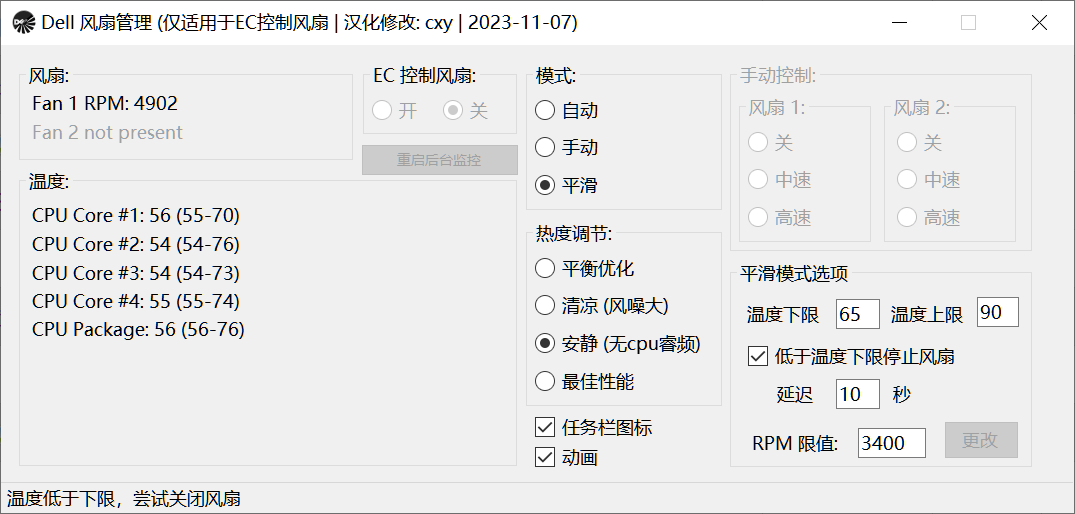 Dell 风扇管理 (仅适用于EC控制风扇 | 汉化修改: cxy | 2023-11-07)
风扇:
Fan 1 RPM: 4902
Fan 2 not present
EC 控制风扇:
开 关
重启后台监控
温度:
CPU Core #1: 56 (55-70)
CPU Core #2: 54 (54-76)
CPU Core #3: 54 (54-73)
CPU Core #4: 55 (55-74)
CPU Package: 56 (56-76)
模式:
自动
手动
平滑
热度调节:
平衡优化
清凉 (风噪大)
安静 (无cpu睿频)
最佳性能
任务栏图标
动画
手动控制:
风扇 1:
关
中速
高速
风扇 2:
关
中速
高速
平滑模式选项
温度下限 65 温度上限 90
低于温度下限停止风扇
延迟 10 秒
RPM 限值: 3400 更改
温度低于下限，尝试关闭风扇